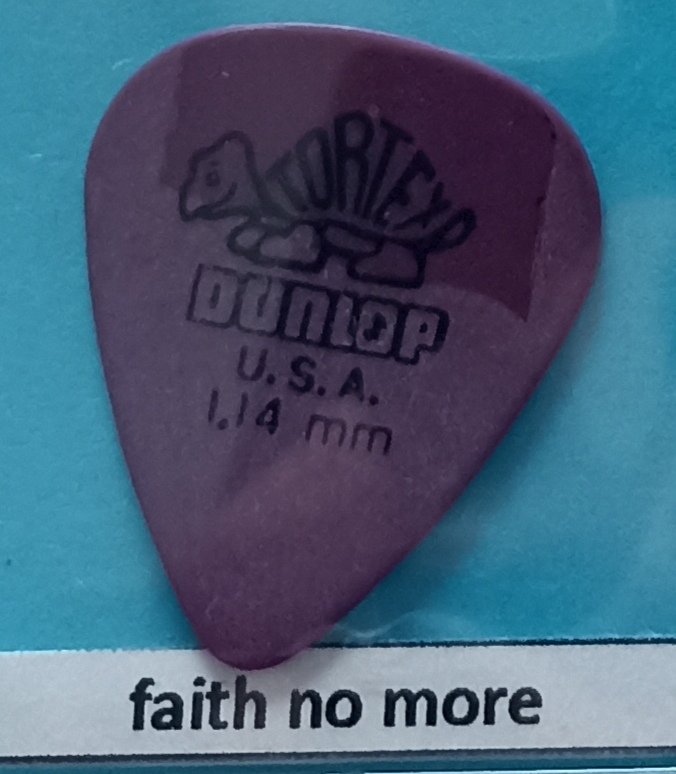 TORTEX®
DUNLOP
U.S.A.
1.14 mm
faith no more